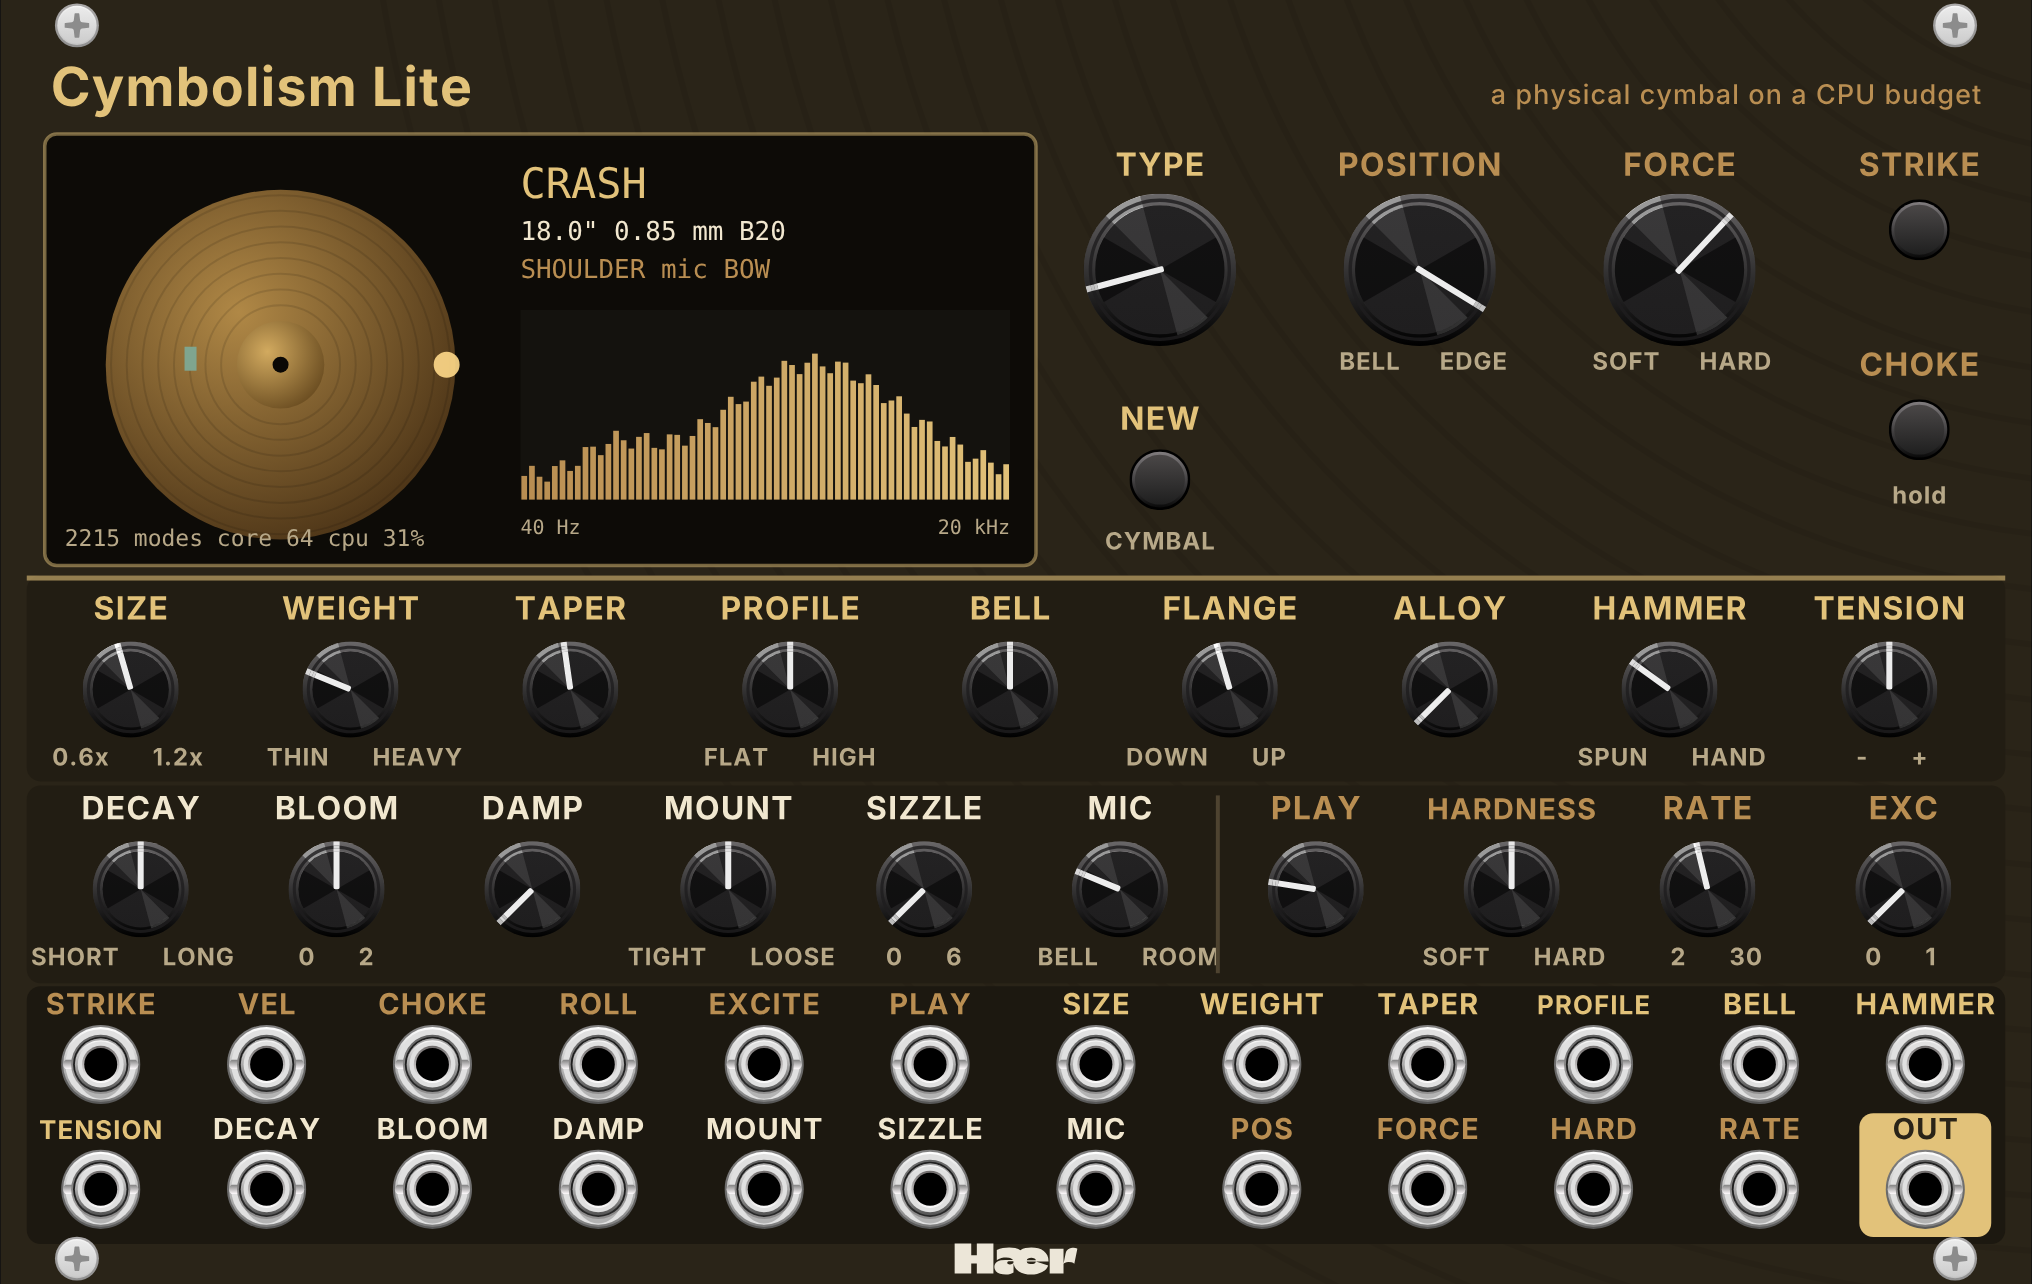 Cymbolism Lite
a physical cymbal on a CPU budget
CRASH
18.0" 0.85 mm B20
SHOULDER mic BOW
40 Hz 20 kHz
2215 modes core 64 cpu 31%
TYPE POSITION FORCE STRIKE
BELL EDGE SOFT HARD
CHOKE
hold
NEW
CYMBAL
SIZE WEIGHT TAPER PROFILE BELL FLANGE ALLOY HAMMER TENSION
0.6x 1.2x THIN HEAVY FLAT HIGH DOWN UP SPUN HAND - +
DECAY BLOOM DAMP MOUNT SIZZLE MIC PLAY HARDNESS RATE EXC
SHORT LONG 0 2 TIGHT LOOSE 0 6 BELL ROOM SOFT HARD 2 30 0 1
STRIKE VEL CHOKE ROLL EXCITE PLAY SIZE WEIGHT TAPER PROFILE BELL HAMMER
TENSION DECAY BLOOM DAMP MOUNT SIZZLE MIC POS FORCE HARD RATE OUT
Hær